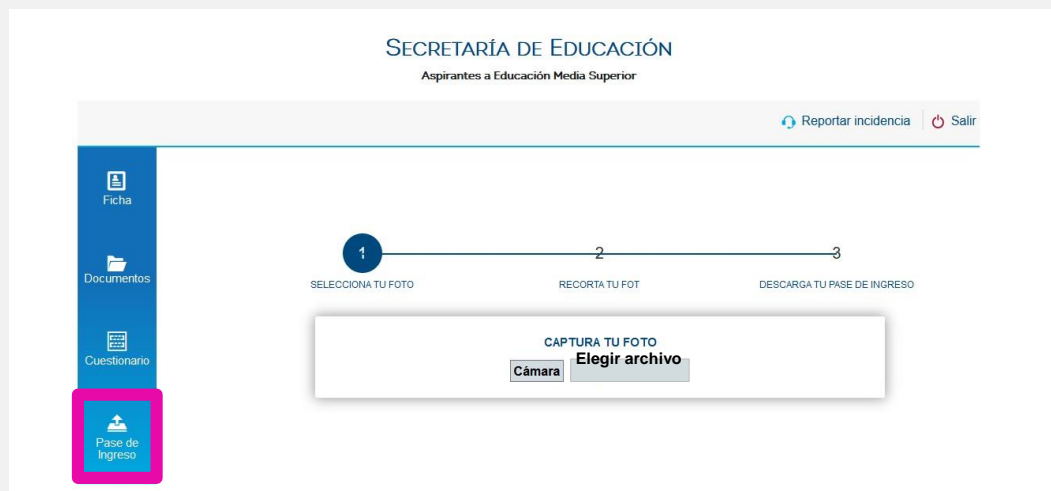 SECRETARÍA DE EDUCACIÓN
Aspirantes a Educación Media Superior
Reportar incidencia
Salir
Ficha
Documentos
Cuestionario
Pase de
Ingreso
1
2
3
SELECCIONA TU FOTO
RECORTA TU FOT
DESCARGA TU PASE DE INGRESO
CAPTURA TU FOTO
Cámara
Elegir archivo